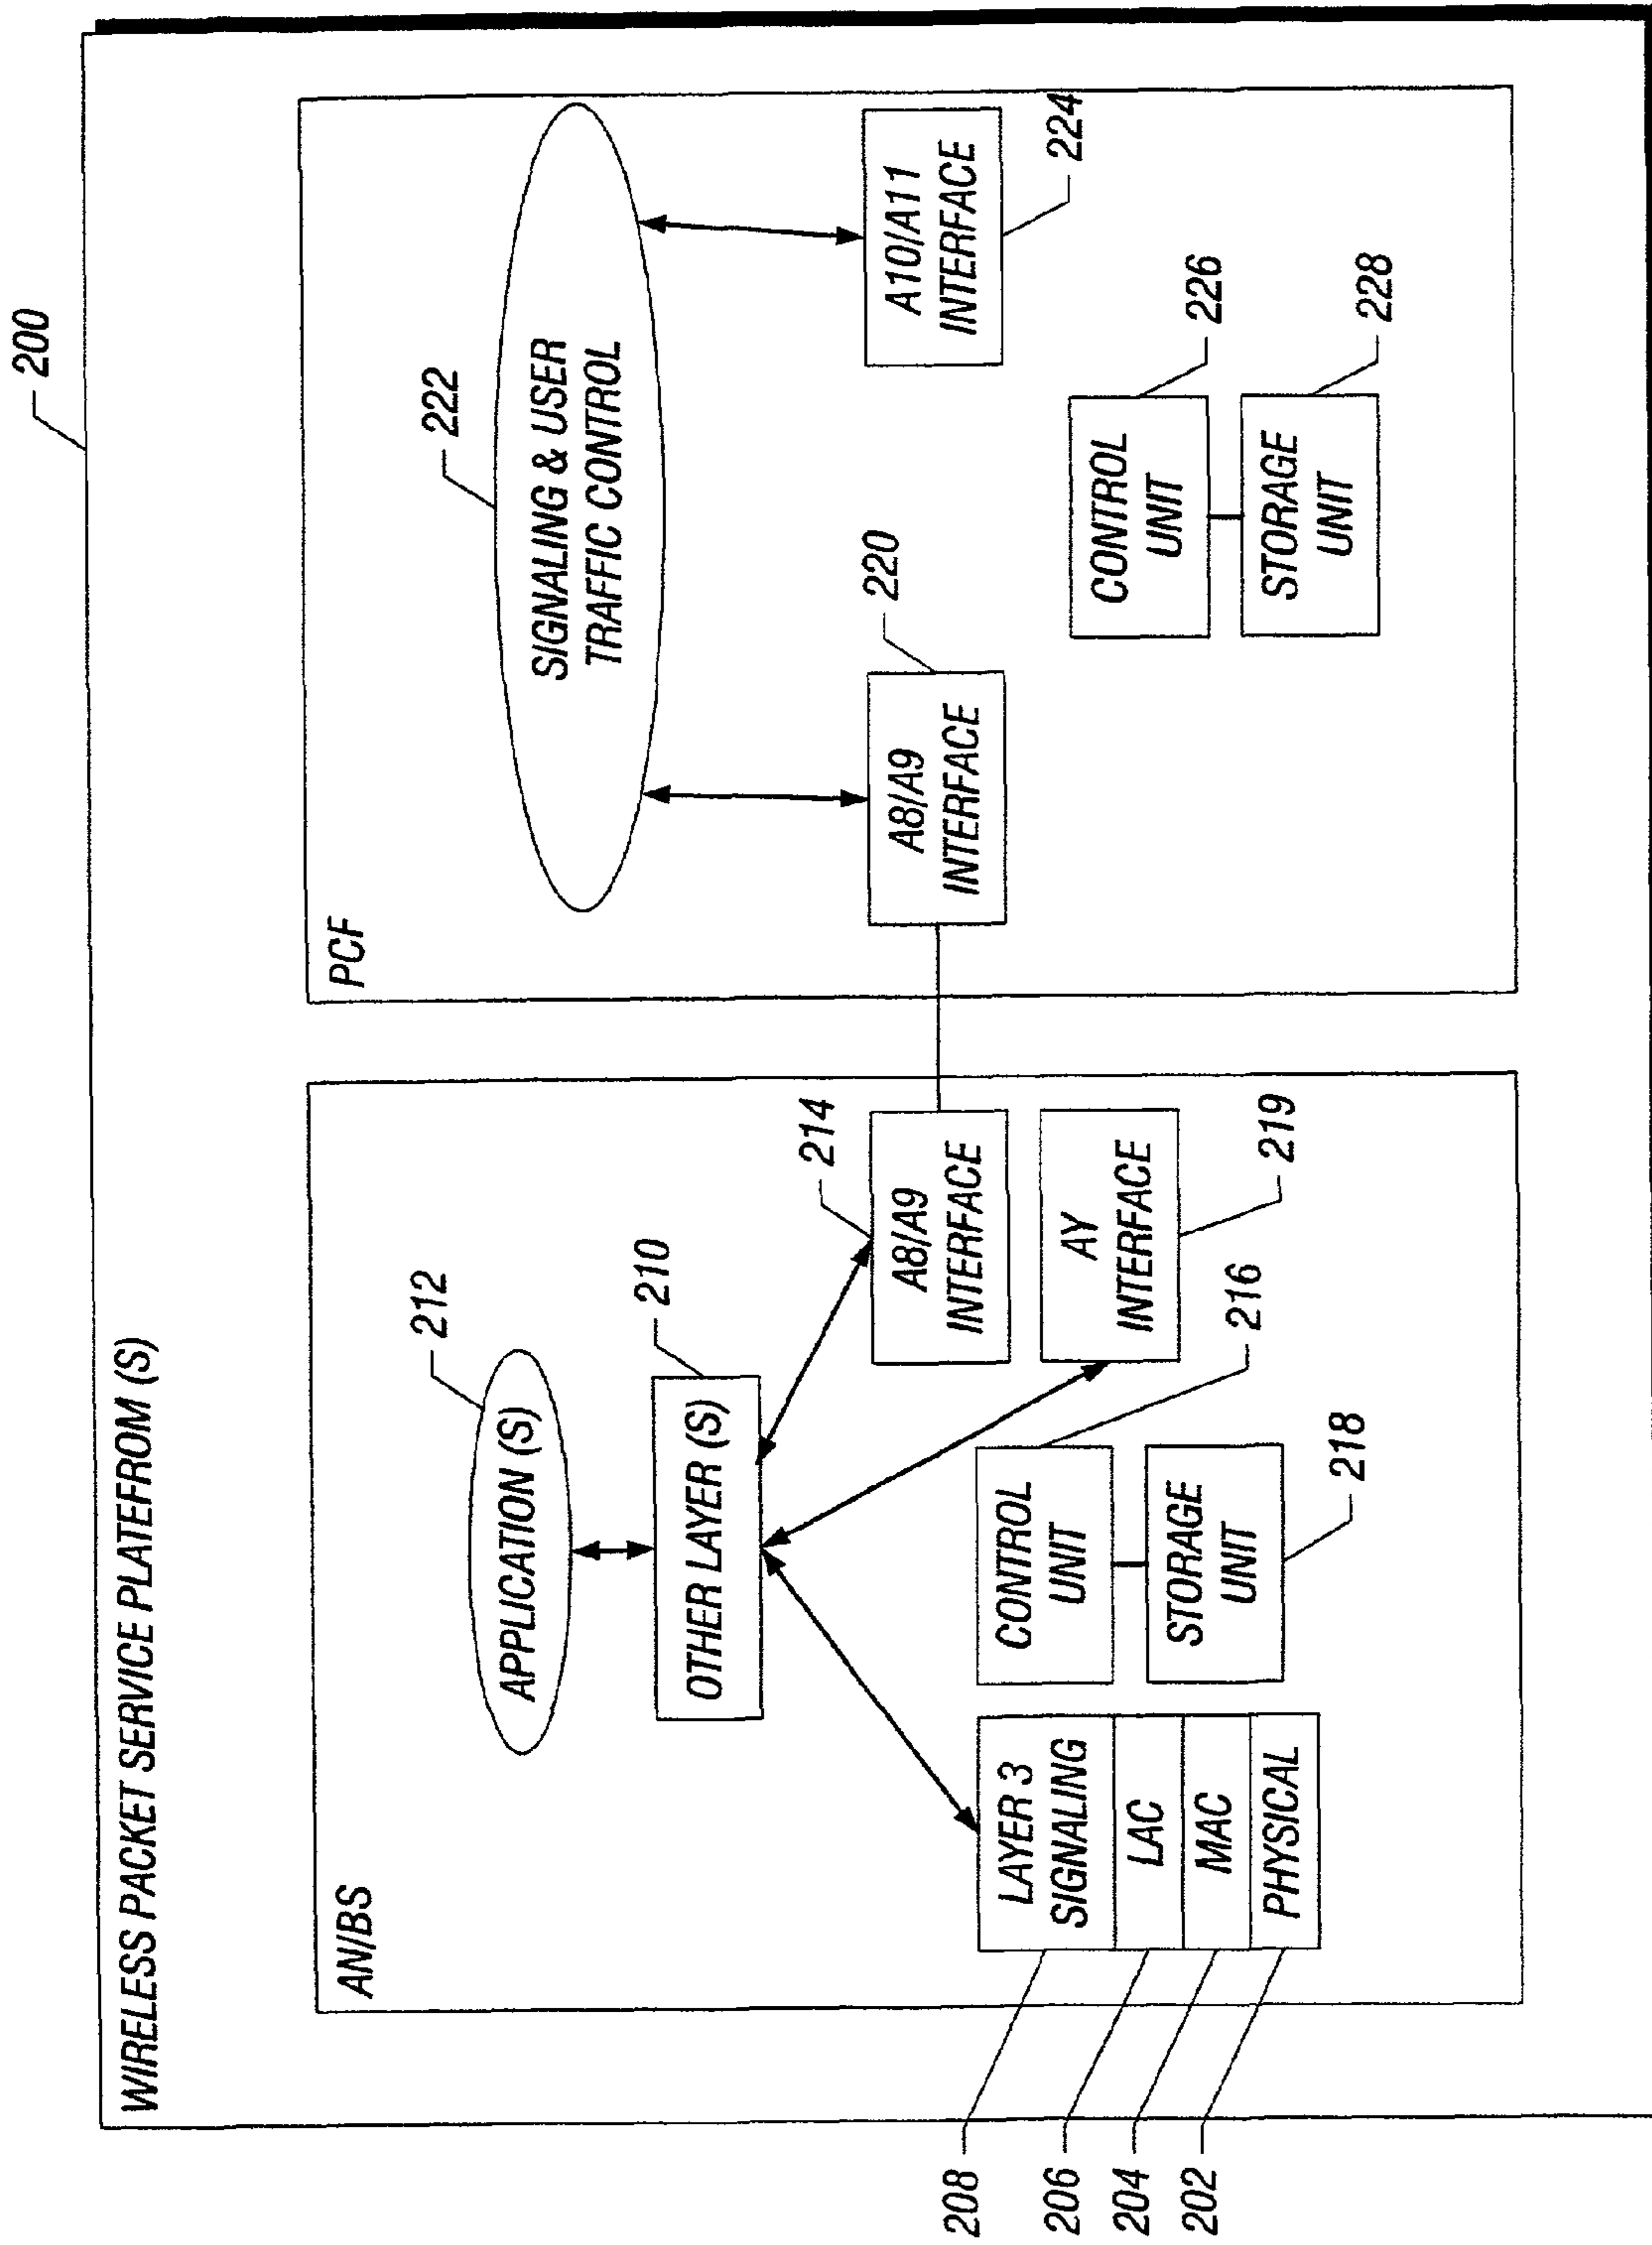 200
WIRELESS PACKET SERVICE PLATEFROM (S)
AN/BS
212
APPLICATION (S)
210
OTHER LAYER (S)
214
A8/A9
INTERFACE
AY
INTERFACE
219
216
CONTROL
UNIT
STORAGE
UNIT
218
LAYER 3
SIGNALING
LAC
MAC
PHYSICAL
208
206
204
202
PCF
222
SIGNALING & USER
TRAFFIC CONTROL
220
A8/A9
INTERFACE
A10/A11
INTERFACE
224
CONTROL
UNIT
226
STORAGE
UNIT
228